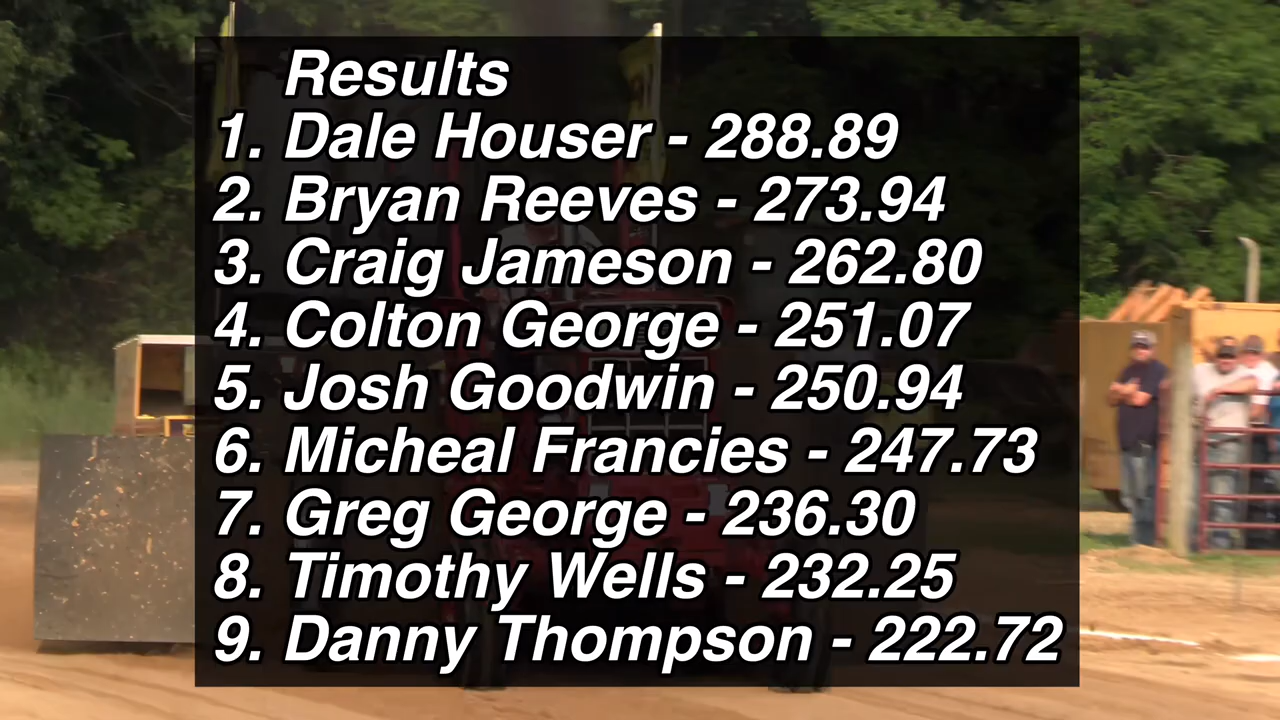 Results
1. Dale Houser - 288.89
2. Bryan Reeves - 273.94
3. Craig Jameson - 262.80
4. Colton George - 251.07
5. Josh Goodwin - 250.94
6. Micheal Francies - 247.73
7. Greg George - 236.30
8. Timothy Wells - 232.25
9. Danny Thompson - 222.72